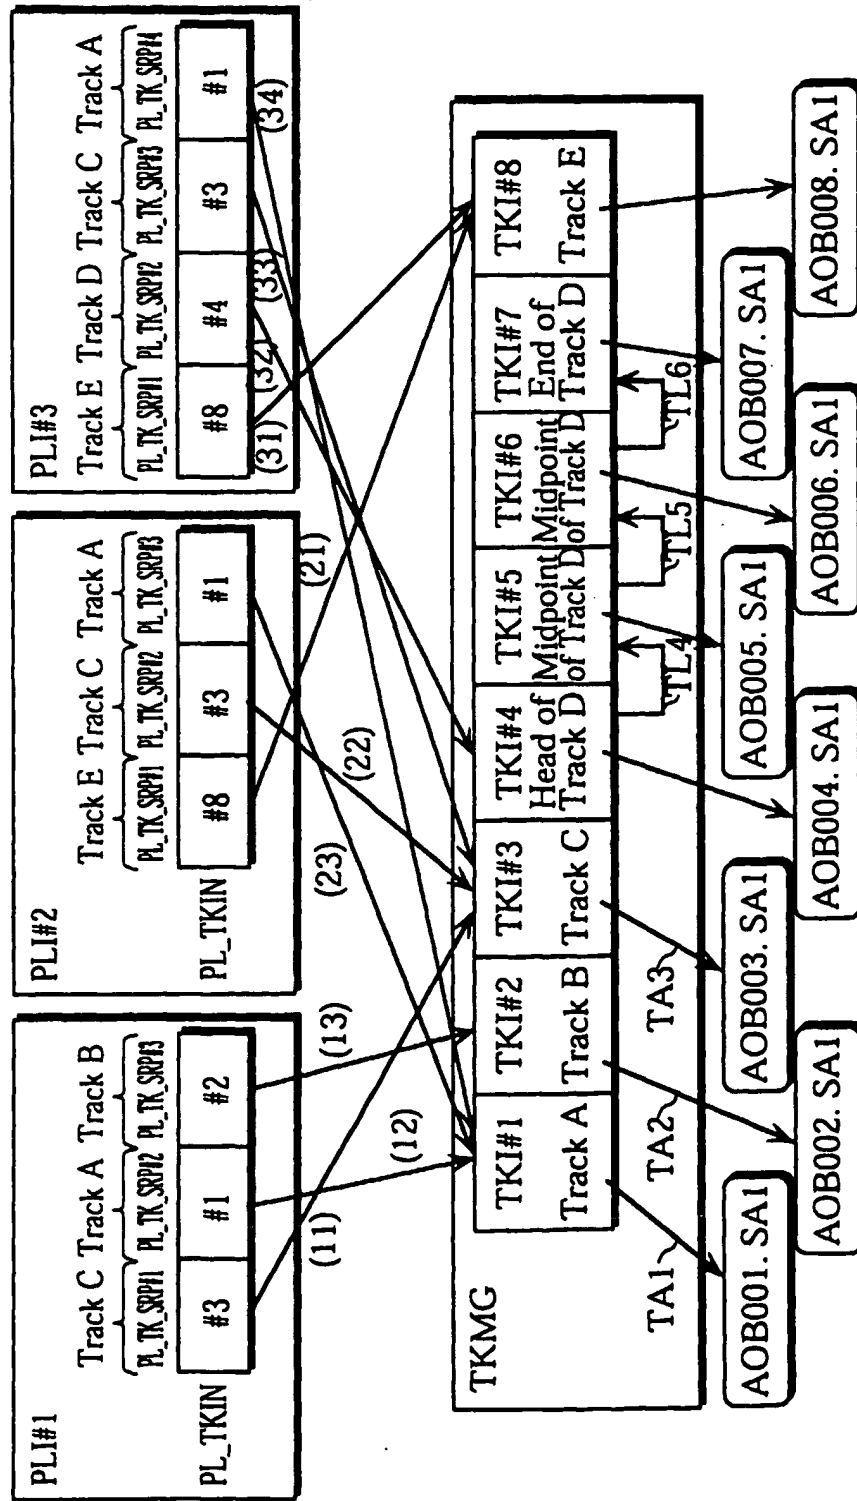 PLI#1
Track C Track A Track B
PL_TK_SRP#1 PL_TK_SRP#2 PL_TK_SRP#3
PL_TKIN #3 #1 #2
(11) (12) (13)
PLI#2
Track E Track C Track A
PL_TK_SRP#1 PL_TK_SRP#2 PL_TK_SRP#3
PL_TKIN #8 #3 #1
(23) (22) (21)
PLI#3
Track E Track D Track C Track A
PL_TK_SRP#1 PL_TK_SRP#2 PL_TK_SRP#3 PL_TK_SRP#4
#8 #4 #3 #1
(31) (32) (33) (34)
TKMG
TKI#1 TKI#2 TKI#3 TKI#4 TKI#5 TKI#6 TKI#7 TKI#8
Head of Midpoint Midpoint End of
Track A Track B Track C Track D of Track D of Track D Track D Track E
TA1 TA2 TA3 TL4 TL5 TL6
AOB001. SA1 AOB003. SA1 AOB005. SA1 AOB007. SA1
AOB002. SA1 AOB004. SA1 AOB006. SA1 AOB008. SA1